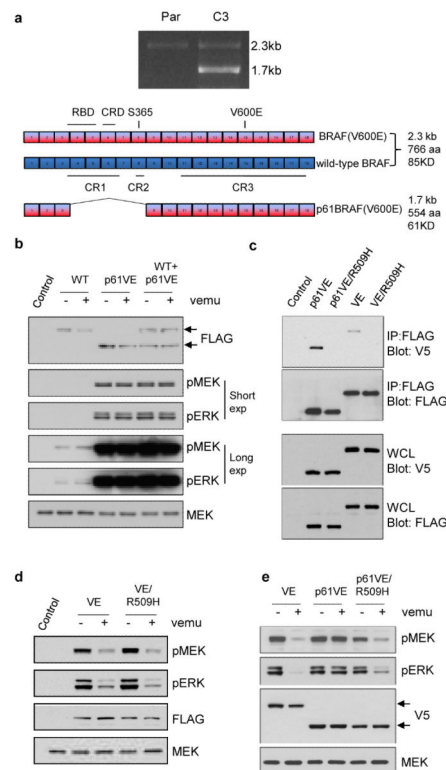 a
Par C3
2.3kb
1.7kb
RBD CRD S365 V600E
BRAF(V600E)
wild-type BRAF
2.3 kb
766 aa
85KD
CR1 CR2 CR3
p61BRAF(V600E)
1.7 kb
554 aa
61KD
b
Control WT p61VE WT+ p61VE
- + - + - + vemu
FLAG
pMEK
pERK
Short exp
pMEK
pERK
Long exp
MEK
c
Control p61VE p61VE/R509H VE VE/R509H
IP:FLAG
Blot: V5
IP:FLAG
Blot: FLAG
WCL
Blot: V5
WCL
Blot: FLAG
d
Control VE VE/ R509H
- + - + vemu
pMEK
pERK
FLAG
MEK
e
VE p61VE p61VE/ R509H
- + - + - + vemu
pMEK
pERK
V5
MEK